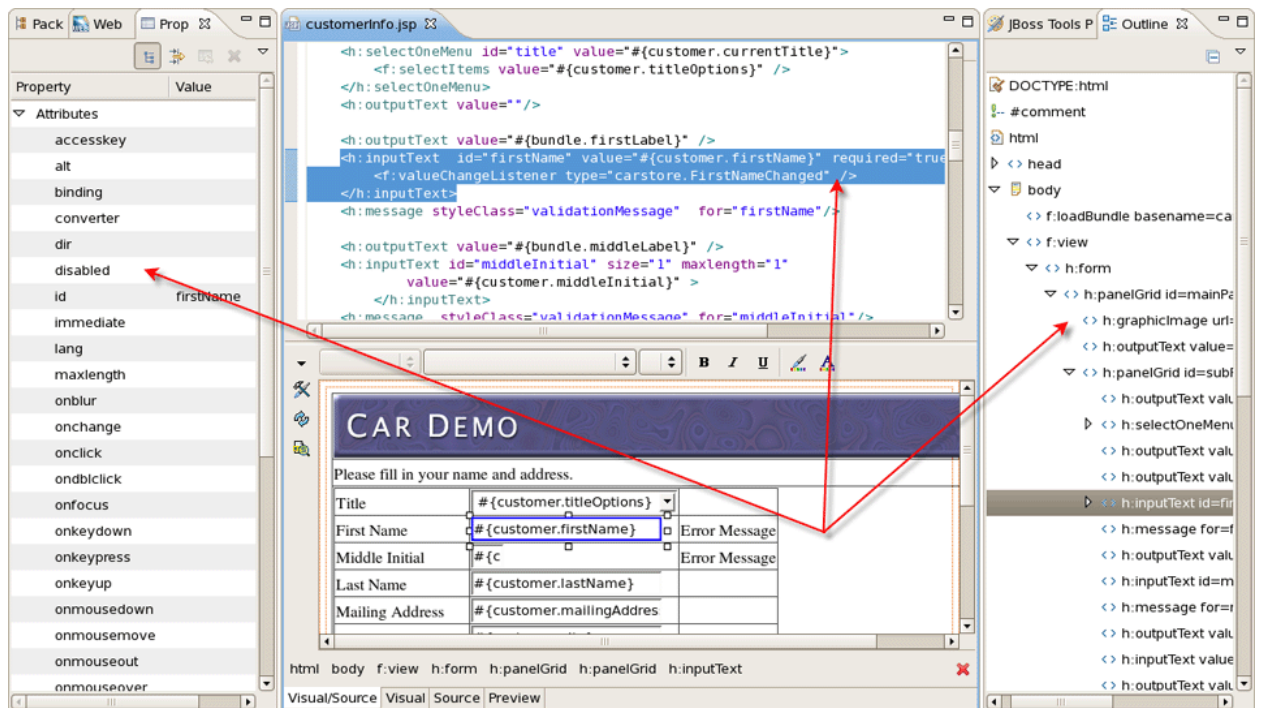 Pack Web Prop
Property Value
Attributes
accesskey
alt
binding
converter
dir
disabled
id firstName
immediate
lang
maxlength
onblur
onchange
onclick
ondblclick
onfocus
onkeydown
onkeypress
onkeyup
onmousedown
onmousemove
onmouseout
onmouseover
customerInfo.jsp
<h:selectOneMenu id="title" value="#{customer.currentTitle}">
<f:selectItems value="#{customer.titleOptions}" />
</h:selectOneMenu>
<h:outputText value=""/>
<h:outputText value="#{bundle.firstLabel}" />
<h:inputText id="firstName" value="#{customer.firstName}" required="true
<f:valueChangeListener type="carstore.FirstNameChanged" />
</h:inputText>
<h:message styleClass="validationMessage" for="firstName"/>
<h:outputText value="#{bundle.middleLabel}" />
<h:inputText id="middleInitial" size="1" maxlength="1"
value="#{customer.middleInitial}" >
</h:inputText>
<h:message styleClass="validationMessage" for="middleInitial"/>
B I U A
CAR DEMO
Please fill in your name and address.
Title #{customer.titleOptions}
First Name #{customer.firstName} Error Message
Middle Initial #{c Error Message
Last Name #{customer.lastName}
Mailing Address #{customer.mailingAddres
html body f:view h:form h:panelGrid h:panelGrid h:inputText
Visual/Source Visual Source Preview
JBoss Tools P Outline
DOCTYPE:html
#comment
html
head
body
f:loadBundle basename=ca
f:view
h:form
h:panelGrid id=mainPa
h:graphicImage url=
h:outputText value=
h:panelGrid id=subF
h:outputText valu
h:selectOneMenu
h:outputText valu
h:outputText valu
h:inputText id=fir
h:message for=f
h:outputText valu
h:inputText id=m
h:message for=r
h:outputText valu
h:inputText value
h:outputText valu